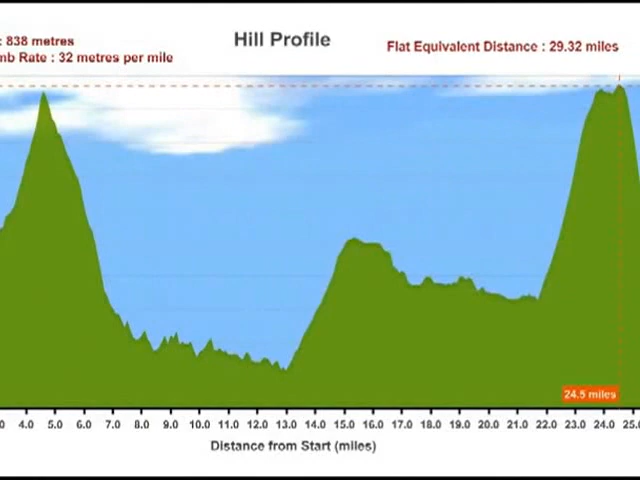 : 838 metres
mb Rate : 32 metres per mile
Hill Profile
Flat Equivalent Distance : 29.32 miles
24.5 miles
0 4.0 5.0 6.0 7.0 8.0 9.0 10.0 11.0 12.0 13.0 14.0 15.0 16.0 17.0 18.0 19.0 20.0 21.0 22.0 23.0 24.0 25.0
Distance from Start (miles)